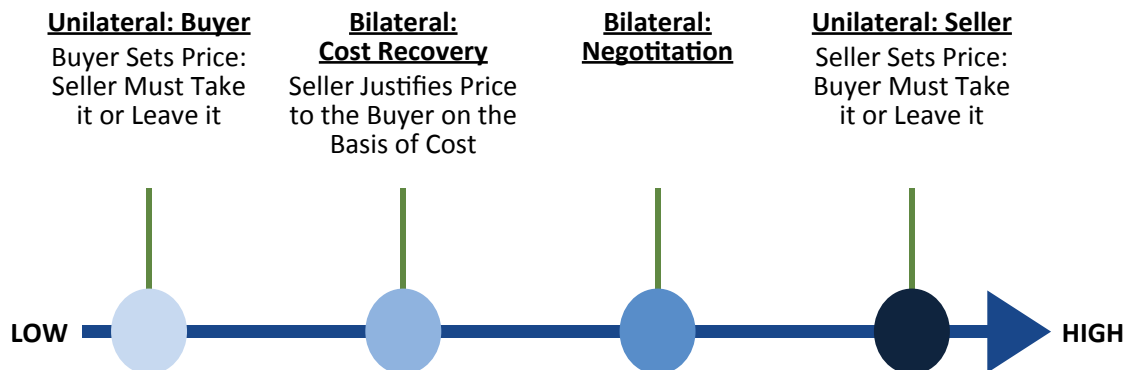 Unilateral: Buyer
Buyer Sets Price:
Seller Must Take
it or Leave it
Bilateral:
Cost Recovery
Seller Justifies Price
to the Buyer on the
Basis of Cost
Bilateral:
Negotitation
Unilateral: Seller
Seller Sets Price:
Buyer Must Take
it or Leave it
LOW
HIGH